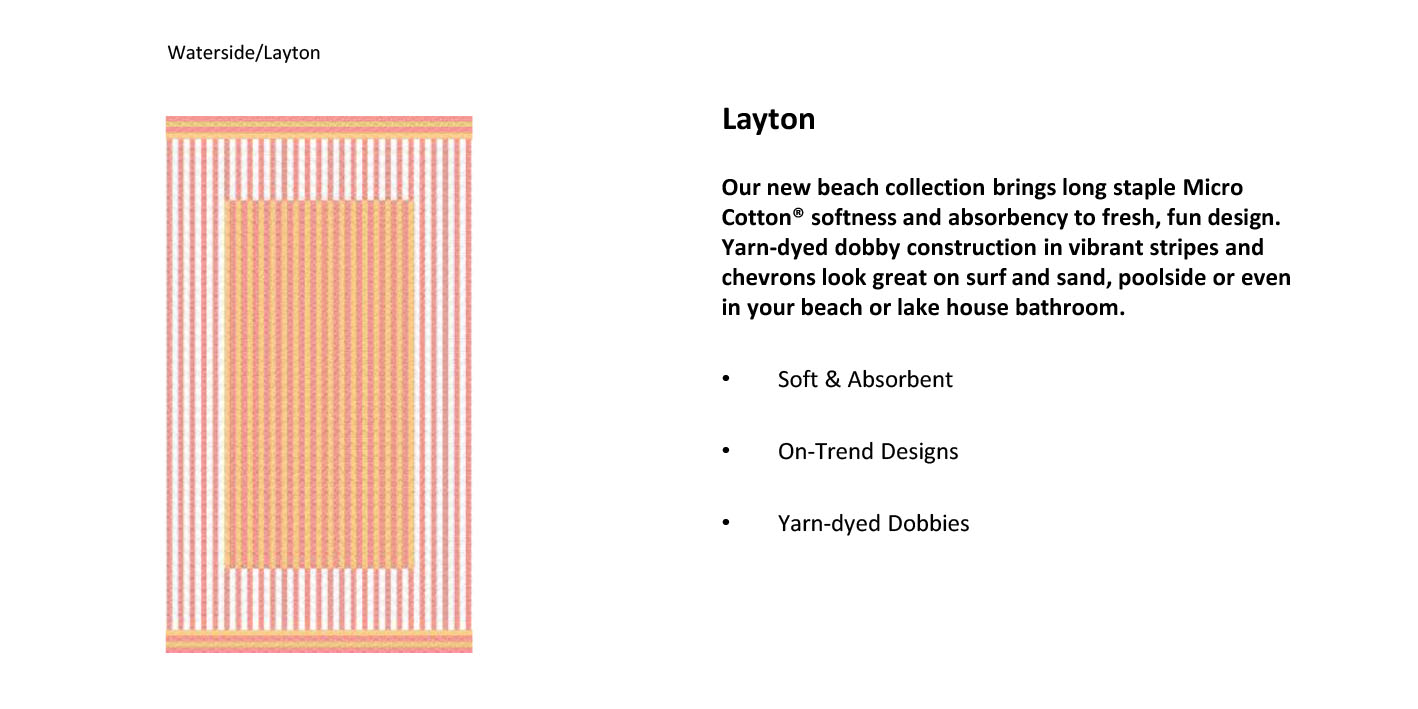 Waterside/Layton
Layton
Our new beach collection brings long staple Micro
Cotton® softness and absorbency to fresh, fun design.
Yarn-dyed dobby construction in vibrant stripes and
chevrons look great on surf and sand, poolside or even
in your beach or lake house bathroom.
• Soft & Absorbent
• On-Trend Designs
• Yarn-dyed Dobbies